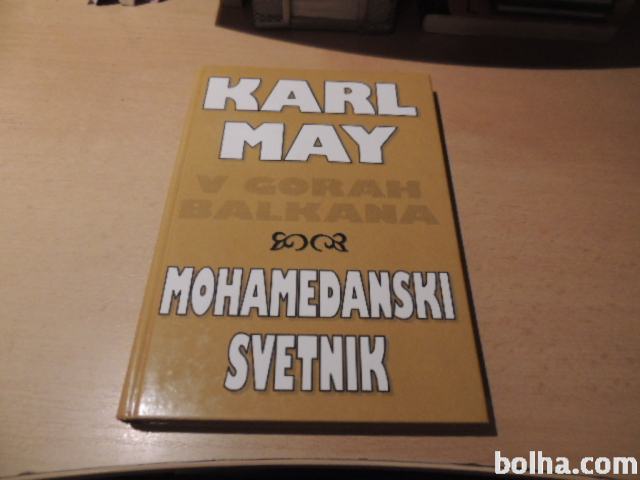 KARL
MAY
V GORAH
BALKANA
MOHAMEDANSKI
SVETNIK
bolha.com